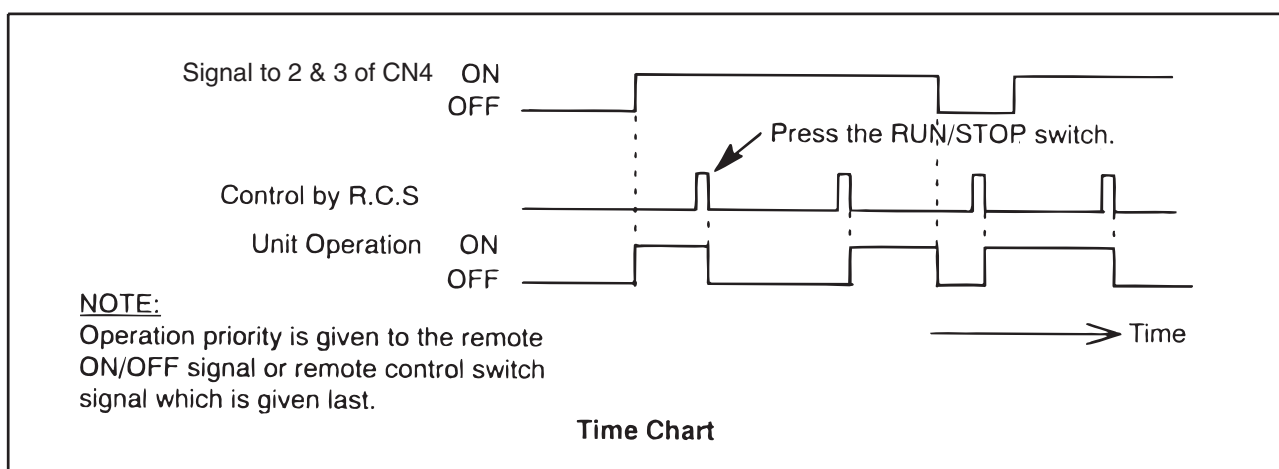 Signal to 2 & 3 of CN4 ON
OFF
Press the RUN/STOP switch.
Control by R.C.S
Unit Operation ON
OFF
NOTE:
Operation priority is given to the remote
ON/OFF signal or remote control switch
signal which is given last.
Time
Time Chart